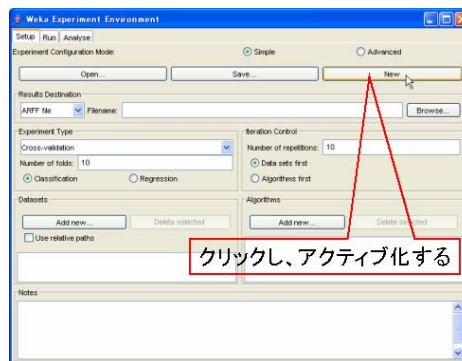 Weka Experiment Environment
Setup Run Analyse
Experiment Configuration Mode: Simple Advanced
Open... Save... New
Results Destination
ARFF file Filename: Browse...
Experiment Type Iteration Control
Cross-validation Number of repetitions: 10
Number of folds: 10 Data sets first
Classification Regression Algorithms first
Datasets Algorithms
Add new... Delete selected Add new... Delete selected
Use relative paths
クリックし、アクティブ化する
Notes